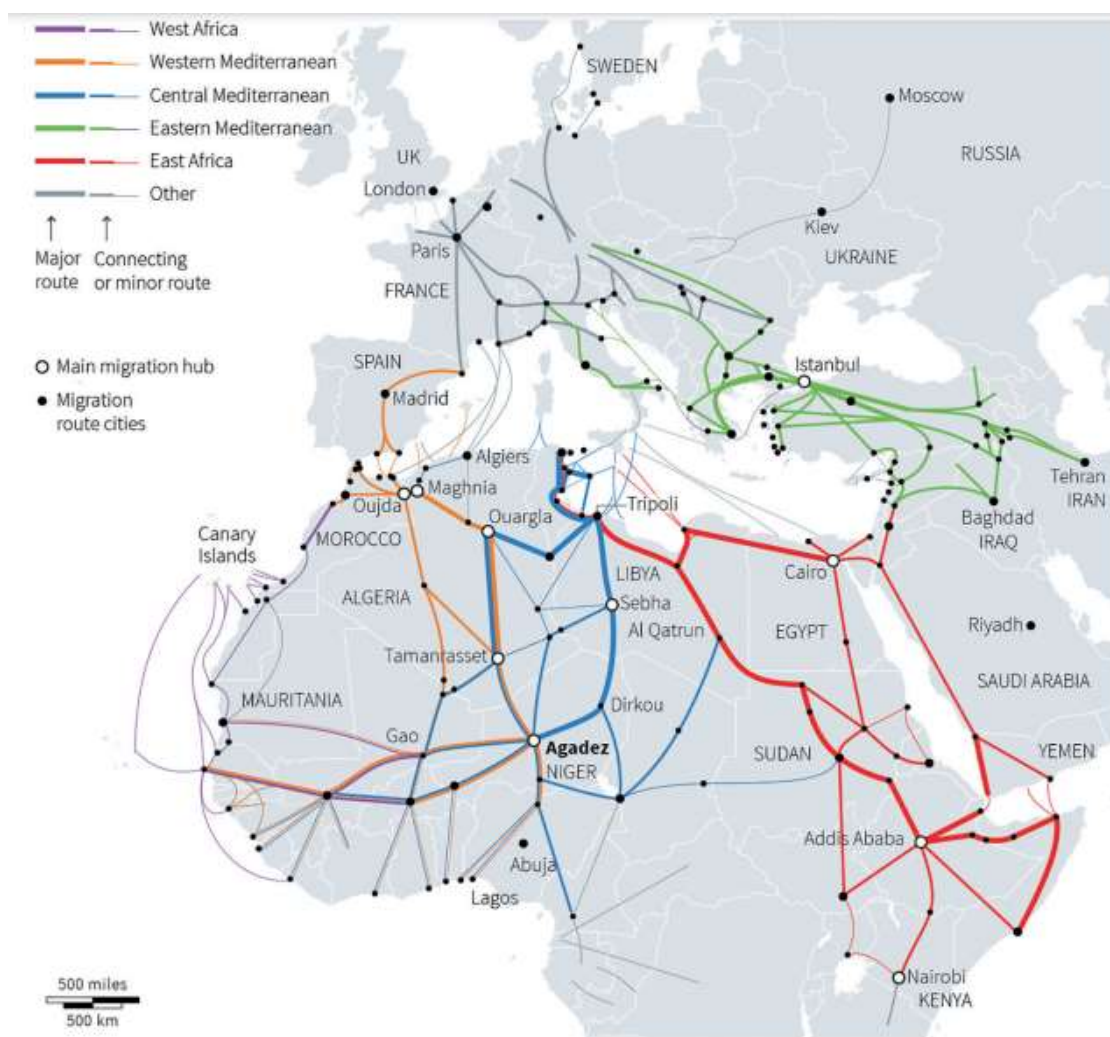 West Africa
Western Mediterranean
Central Mediterranean
Eastern Mediterranean
East Africa
Other
Major
route
Connecting
or minor route
Main migration hub
Migration
route cities
SWEDEN
Moscow
RUSSIA
UK
London
Kiev
UKRAINE
Paris
FRANCE
SPAIN
Madrid
Istanbul
Algiers
Maghnia
Oujda
Ouargla
Tripoli
Tehran
IRAN
Baghdad
IRAQ
Canary
Islands
MOROCCO
LIBYA
Cairo
ALGERIA
Sebha
Al Qatrun
EGYPT
Riyadh
Tamanrasset
SAUDI ARABIA
MAURITANIA
Dirkou
Gao
Agadez
NIGER
SUDAN
YEMEN
Addis Ababa
Abuja
Lagos
Nairobi
KENYA
500 miles
500 km